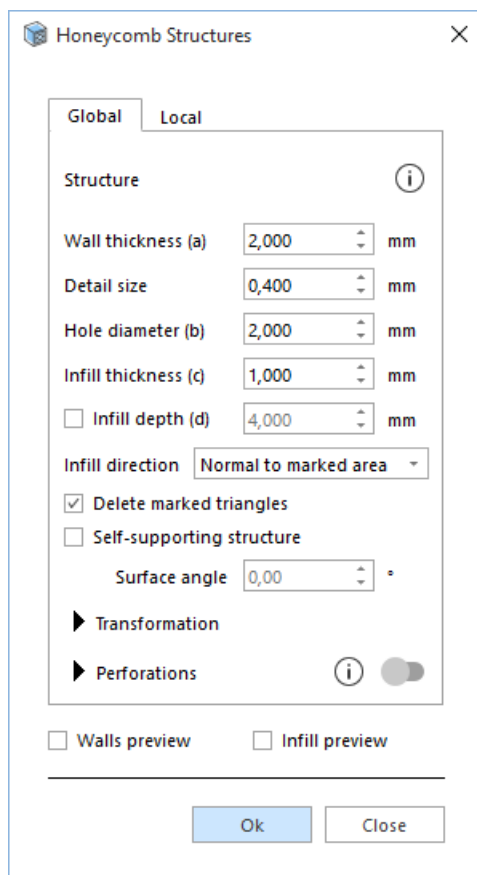 Honeycomb Structures
Global Local
Structure
Wall thickness (a) 2,000 mm
Detail size 0,400 mm
Hole diameter (b) 2,000 mm
Infill thickness (c) 1,000 mm
Infill depth (d) 4,000 mm
Infill direction Normal to marked area
Delete marked triangles
Self-supporting structure
Surface angle 0,00 °
Transformation
Perforations
Walls preview Infill preview
Ok Close